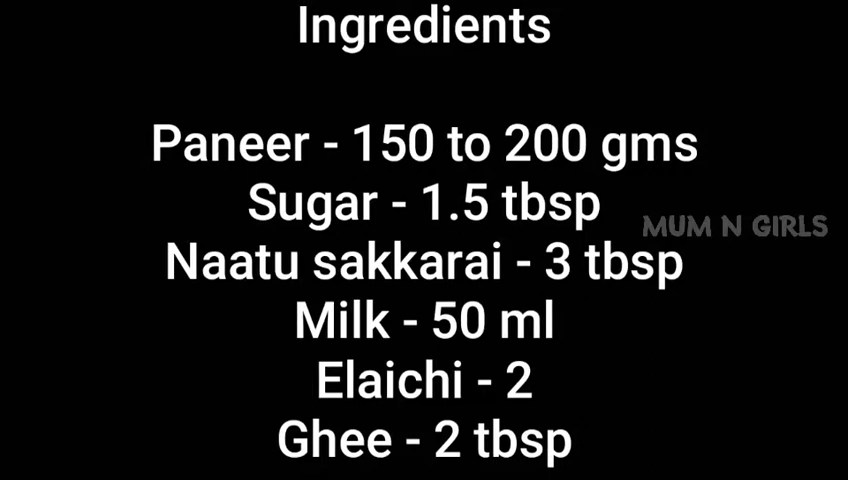 Ingredients
Paneer - 150 to 200 gms
Sugar - 1.5 tbsp
MUM N GIRLS
Naatu sakkarai - 3 tbsp
Milk - 50 ml
Elaichi - 2
Ghee - 2 tbsp